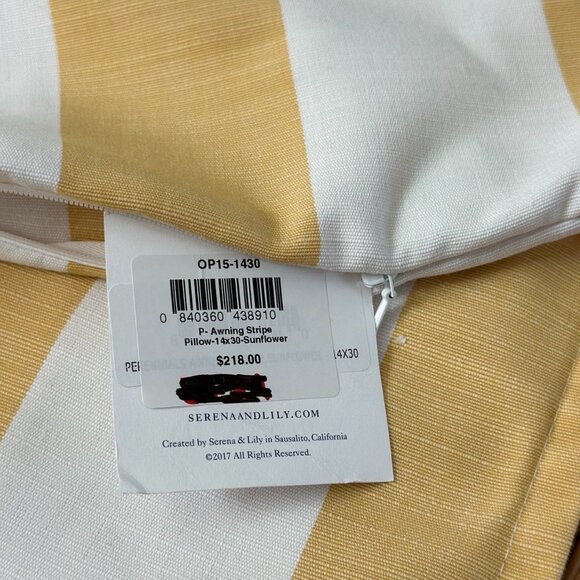 OP15-1430
0 840360 438910
P- Awning Stripe
Pillow-14x30-Sunflower
$218.00
14X30
SERENAANDLILY.COM
Created by Serena & Lily in Sausalito, California
©2017 All Rights Reserved.